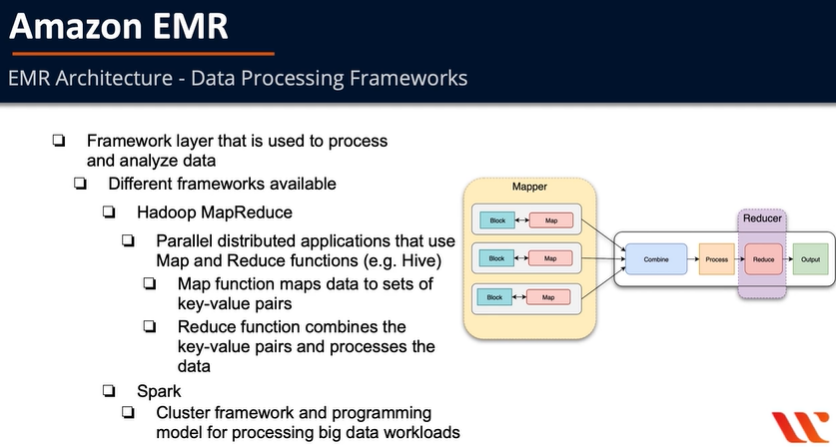 Amazon EMR
EMR Architecture - Data Processing Frameworks
Framework layer that is used to process
and analyze data
Different frameworks available
Hadoop MapReduce
Parallel distributed applications that use
Map and Reduce functions (e.g. Hive)
Map function maps data to sets of
key-value pairs
Reduce function combines the
key-value pairs and processes the
data
Spark
Cluster framework and programming
model for processing big data workloads
Mapper
Block Map
Block Map
Block Map
Reducer
Combine Process Reduce Output